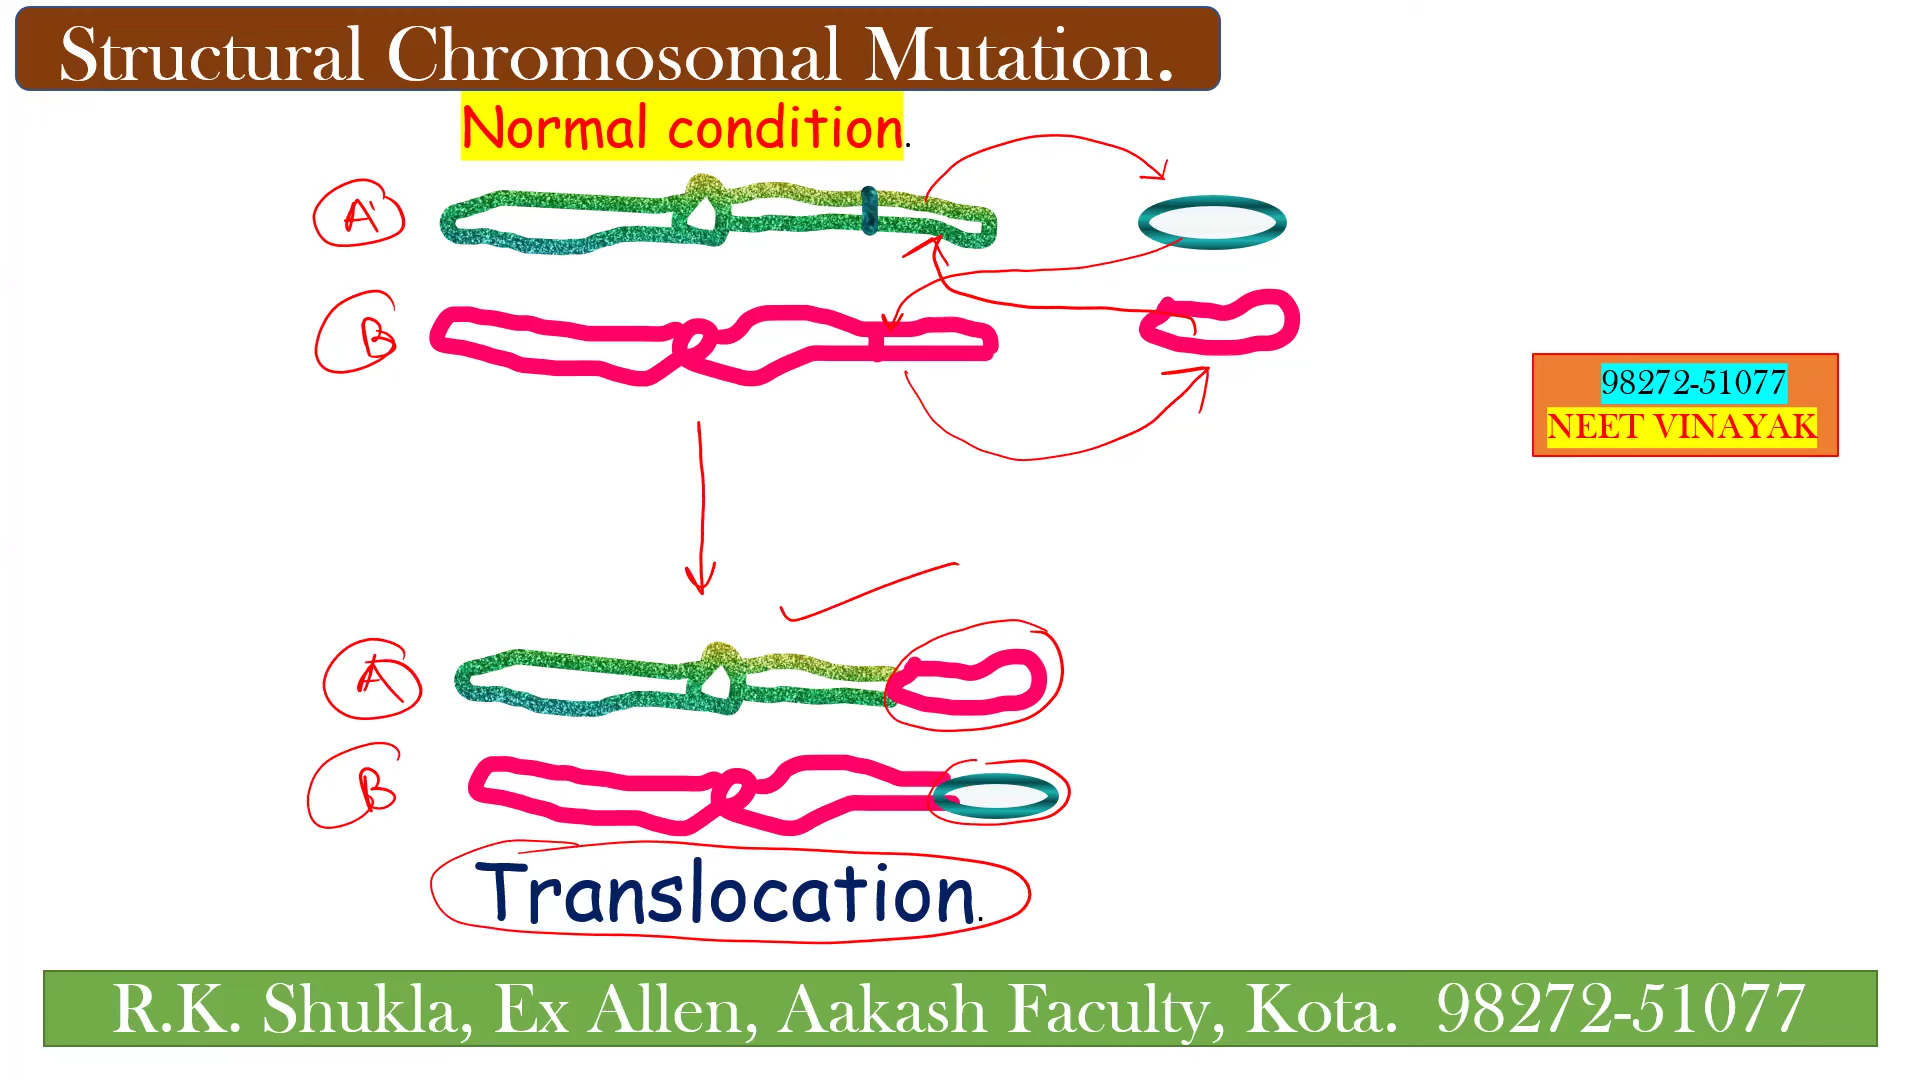 Structural Chromosomal Mutation.
Normal condition.
A'
B
98272-51077
NEET VINAYAK
A
B
Translocation.
R.K. Shukla, Ex Allen, Aakash Faculty, Kota. 98272-51077